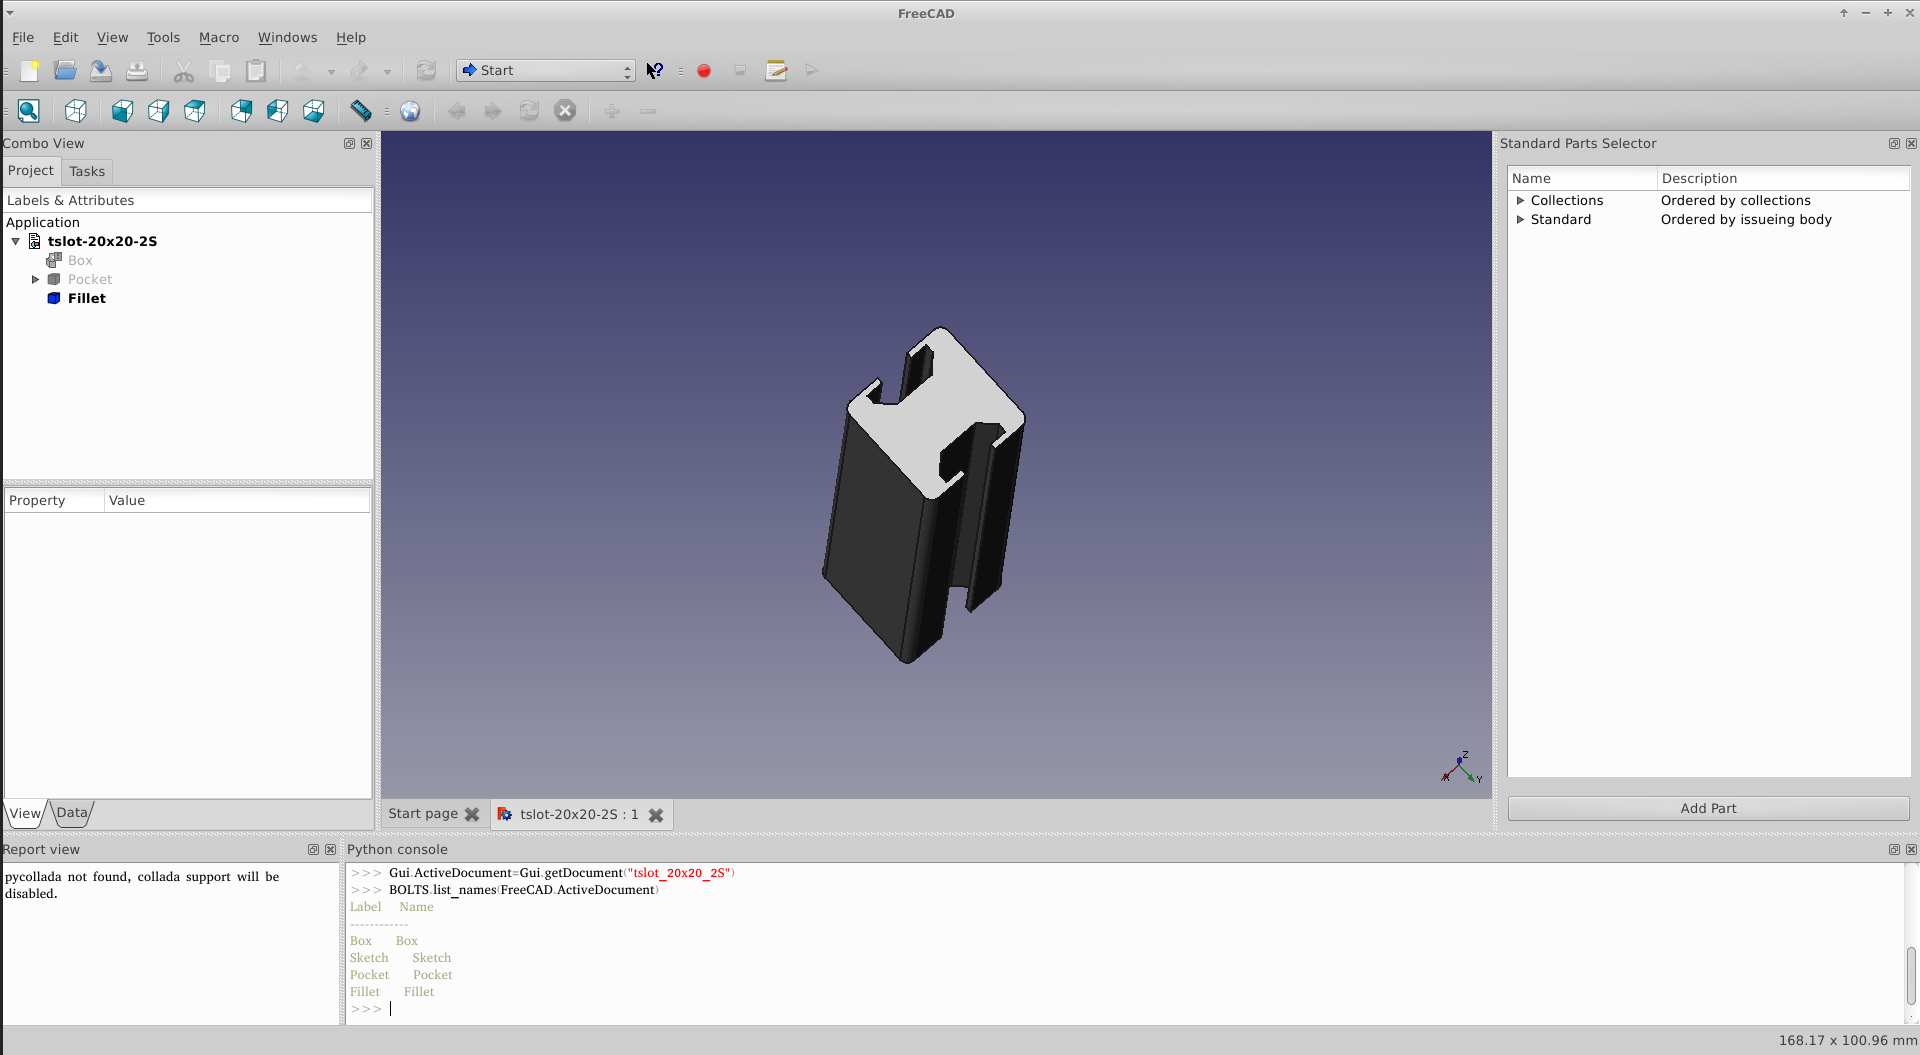 FreeCAD
File Edit View Tools Macro Windows Help
Start
Combo View
Project Tasks
Labels & Attributes
Application
tslot-20x20-2S
Box
Pocket
Fillet
Property Value
View Data
Z
Y
Start page tslot-20x20-2S : 1
Standard Parts Selector
Name Description
Collections Ordered by collections
Standard Ordered by issueing body
Add Part
Report view
pycollada not found, collada support will be
disabled.
Python console
>>> Gui.ActiveDocument=Gui.getDocument("tslot_20x20_2S")
>>> BOLTS.list_names(FreeCAD.ActiveDocument)
Label Name
------------
Box Box
Sketch Sketch
Pocket Pocket
Fillet Fillet
>>>
168.17 x 100.96 mm